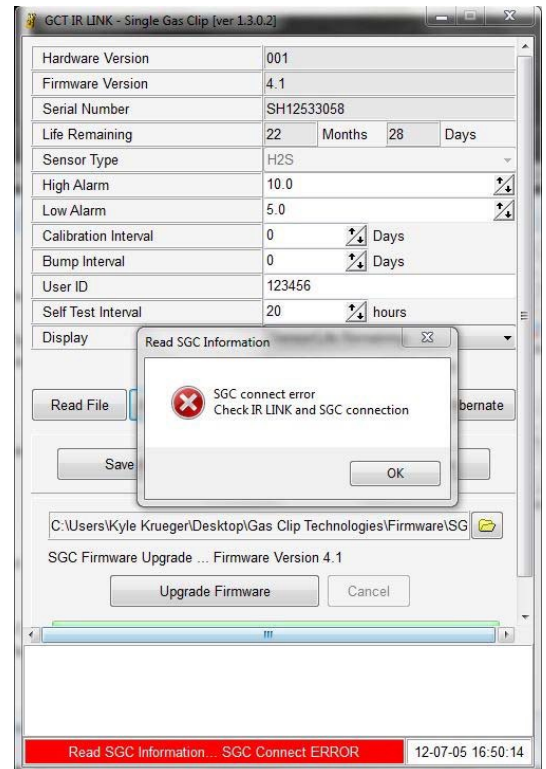 GCT IR LINK - Single Gas Clip [ver 1.3.0.2]
Hardware Version 001
Firmware Version 4.1
Serial Number SH12533058
Life Remaining 22 Months 28 Days
Sensor Type H2S
High Alarm 10.0
Low Alarm 5.0
Calibration Interval 0 Days
Bump Interval 0 Days
User ID 123456
Self Test Interval 20 hours
Display
Read SGC Information
SGC connect error
Check IR LINK and SGC connection
OK
Read File
Save
C:\Users\Kyle Krueger\Desktop\Gas Clip Technologies\Firmware\SG
SGC Firmware Upgrade ... Firmware Version 4.1
Upgrade Firmware Cancel
Read SGC Information... SGC Connect ERROR 12-07-05 16:50:14